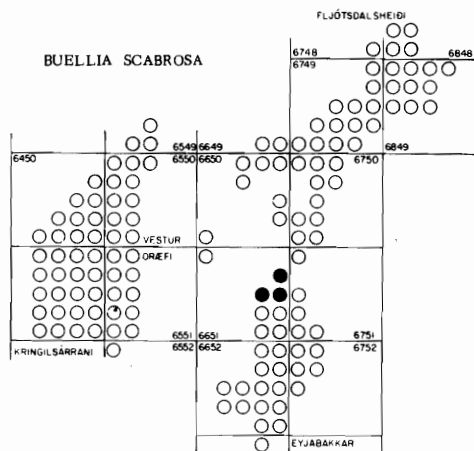 FLJÓTSDALSHEIÐI
BUELLIA SCABROSA
6748 6848
6749
6450 6549 6649
6550 6650 6750 6849
VESTUR
ÖRÆFI
6551 6651 6751
KRINGILSÁRRANI 6552 6652 6752
EYJABAKKAR